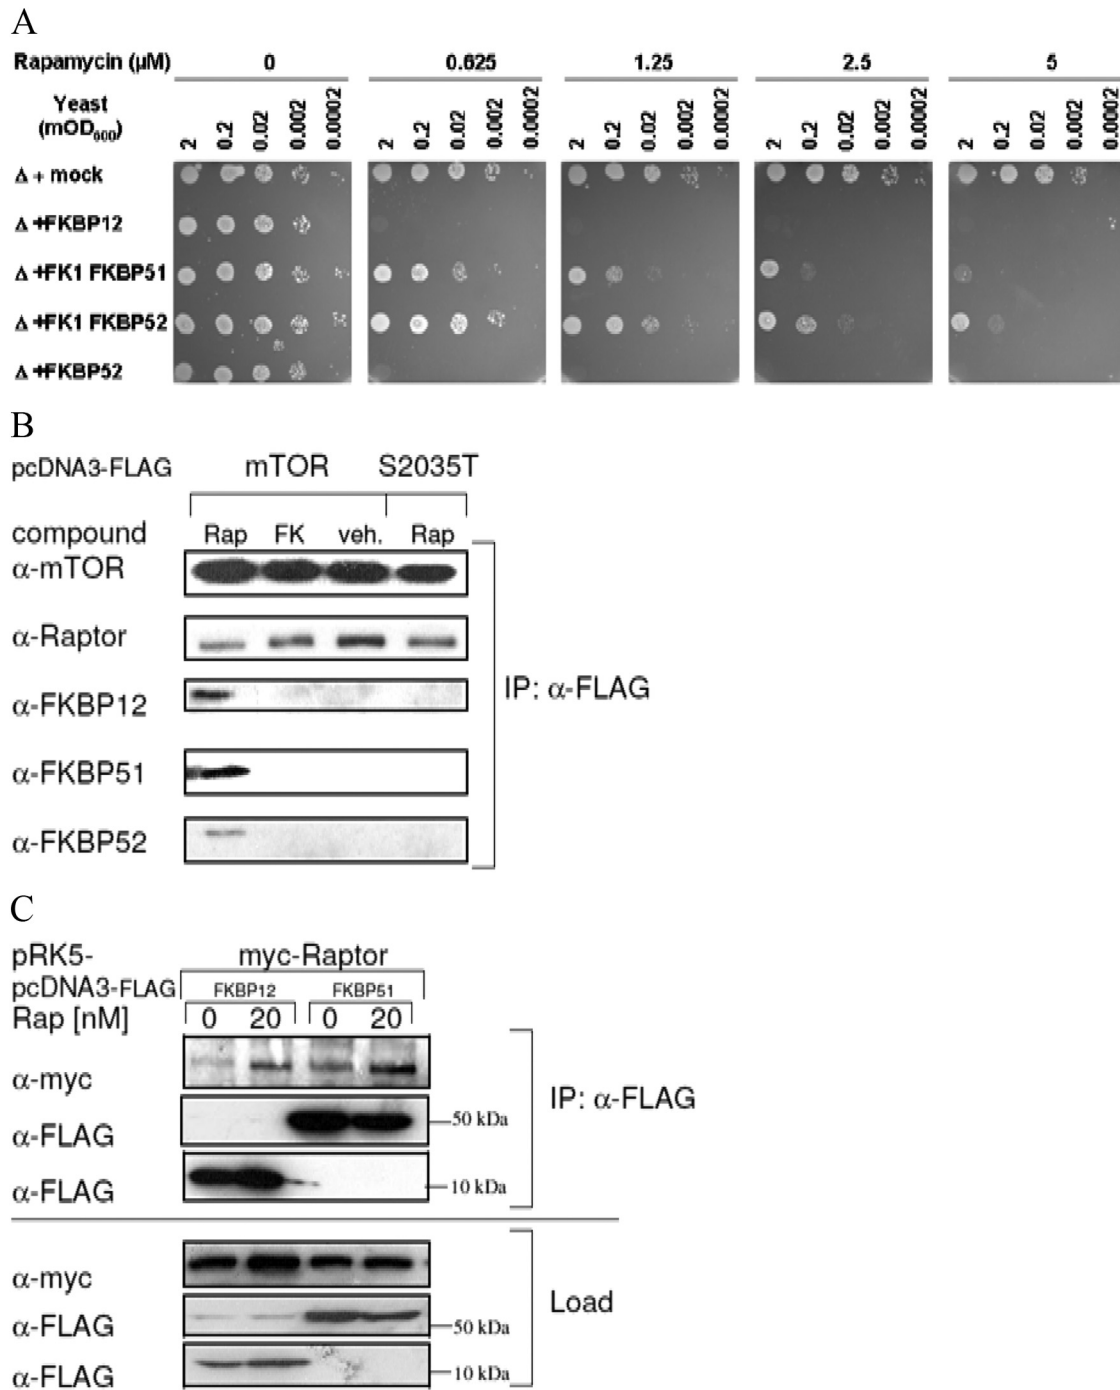 A
Rapamycin (µM) 0 0.625 1.25 2.5 5
Yeast
(mOD600) 2 0.2 0.02 0.002 0.0002 2 0.2 0.02 0.002 0.0002 2 0.2 0.02 0.002 0.0002 2 0.2 0.02 0.002 0.0002 2 0.2 0.02 0.002 0.0002
Δ + mock
Δ +FKBP12
Δ +FK1 FKBP51
Δ +FK1 FKBP52
Δ +FKBP52
B
pcDNA3-FLAG mTOR S2035T
compound Rap FK veh. Rap
α-mTOR
α-Raptor
α-FKBP12
IP: α-FLAG
α-FKBP51
α-FKBP52
C
pRK5- myc-Raptor
pcDNA3-FLAG FKBP12 FKBP51
Rap [nM] 0 20 0 20
α-myc
IP: α-FLAG
α-FLAG 50 kDa
α-FLAG 10 kDa
α-myc
Load
α-FLAG 50 kDa
α-FLAG 10 kDa